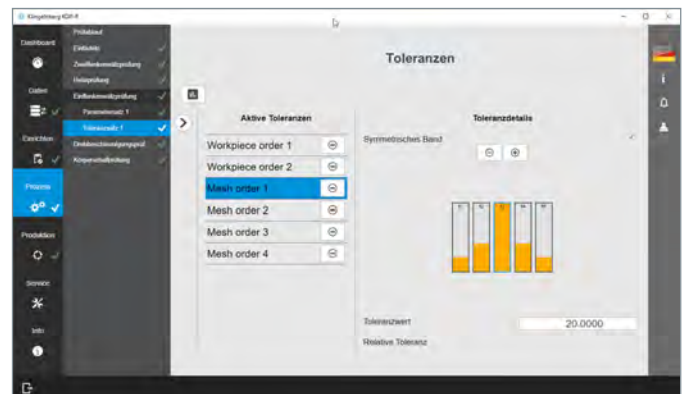 Klingelnberg
Dashboard
Daten
Einrichten
Prozess
Produktion
Service
Info
Prüfablauf
Einbautest
Zweiflankenwälzprüfung
Einflankenwälzprüfung
Parametersatz 1
Toleranzsatz 1
Körperschallprüfung
Toleranzen
Aktive Toleranzen
Workpiece order 1
Workpiece order 2
Mesh order 1
Mesh order 2
Mesh order 3
Mesh order 4
Toleranzdetails
Symmetrisches Band
Toleranzwert
20.0000
Relative Toleranz